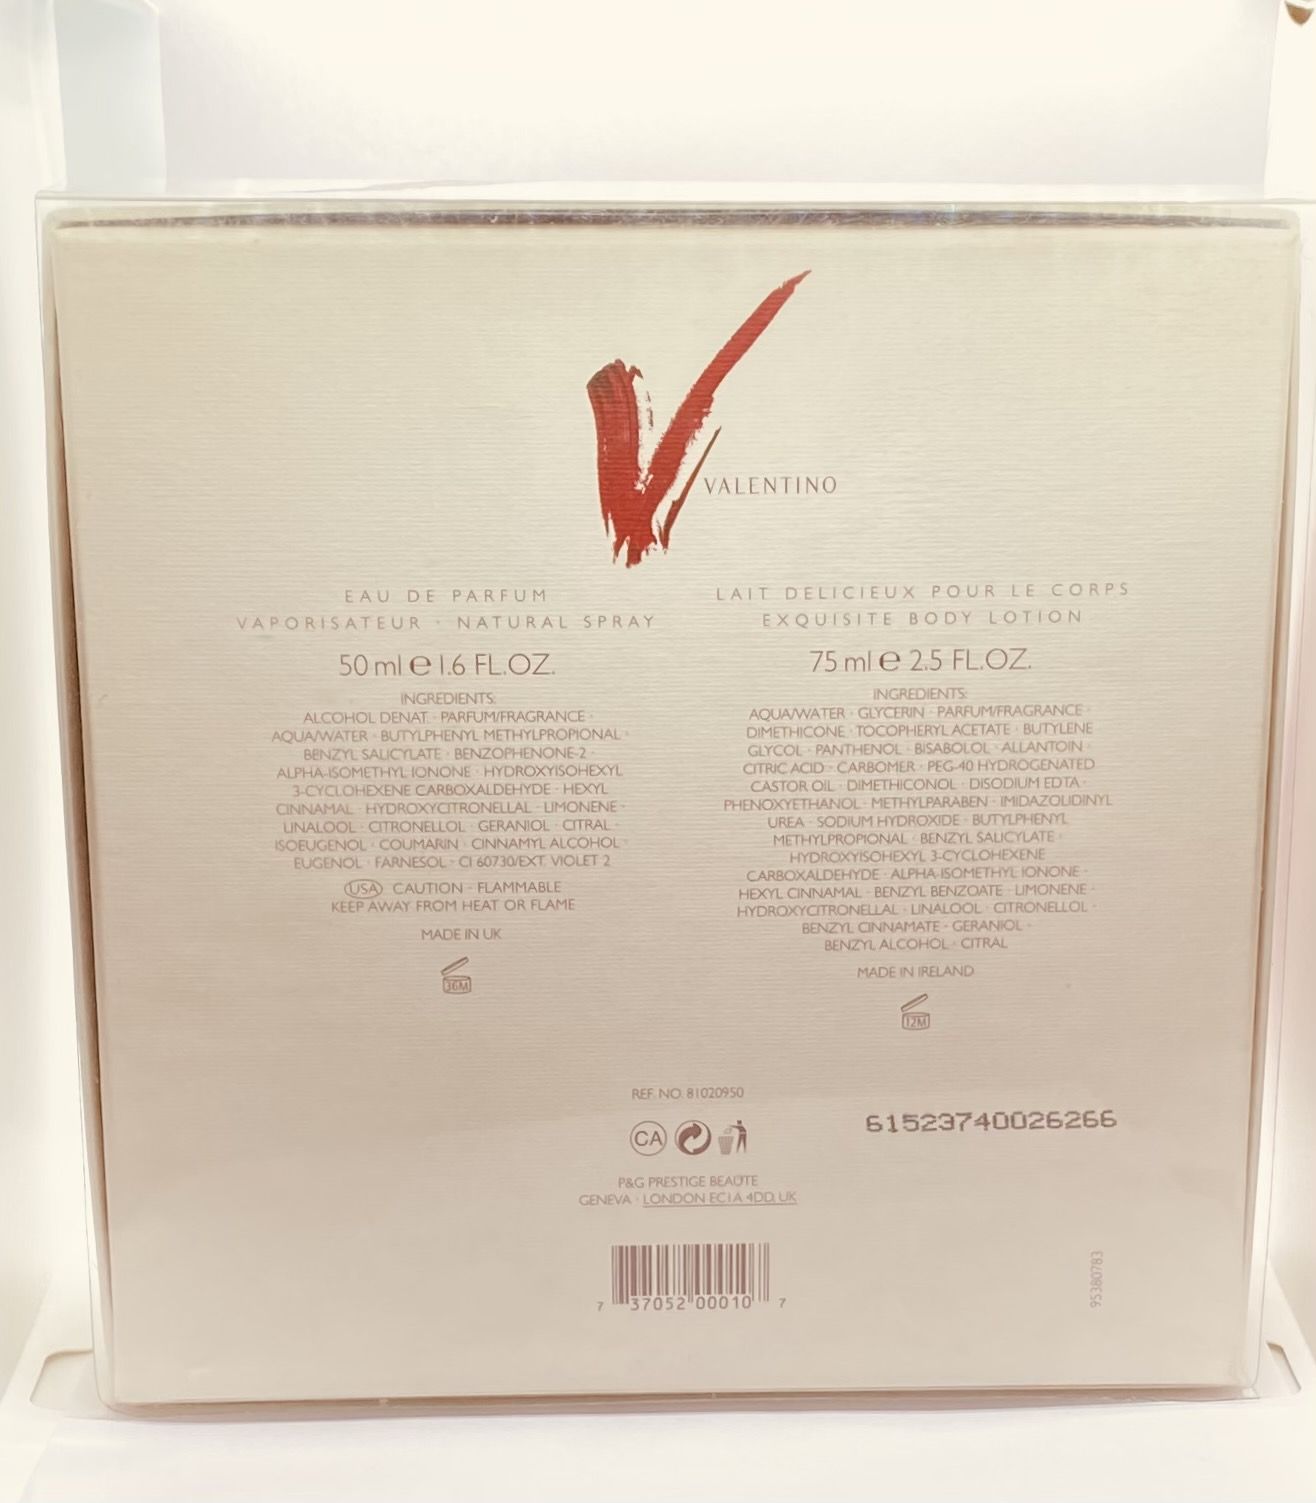 V
VALENTINO
EAU DE PARFUM
VAPORISATEUR · NATURAL SPRAY
50 ml ℮ 1.6 FL.OZ.
INGREDIENTS:
ALCOHOL DENAT. · PARFUM/FRAGRANCE ·
AQUA/WATER · BUTYLPHENYL METHYLPROPIONAL ·
BENZYL SALICYLATE · BENZOPHENONE-2 ·
ALPHA-ISOMETHYL IONONE · HYDROXYISOHEXYL
3-CYCLOHEXENE CARBOXALDEHYDE · HEXYL
CINNAMAL · HYDROXYCITRONELLAL · LIMONENE ·
LINALOOL · CITRONELLOL · GERANIOL · CITRAL ·
ISOEUGENOL · COUMARIN · CINNAMYL ALCOHOL ·
EUGENOL · FARNESOL · CI 60730/EXT. VIOLET 2
USA CAUTION - FLAMMABLE
KEEP AWAY FROM HEAT OR FLAME
MADE IN UK
36M
LAIT DELICIEUX POUR LE CORPS
EXQUISITE BODY LOTION
75 ml ℮ 2.5 FL.OZ.
INGREDIENTS:
AQUA/WATER · GLYCERIN · PARFUM/FRAGRANCE ·
DIMETHICONE · TOCOPHERYL ACETATE · BUTYLENE
GLYCOL · PANTHENOL · BISABOLOL · ALLANTOIN ·
CITRIC ACID · CARBOMER · PEG-40 HYDROGENATED
CASTOR OIL · DIMETHICONOL · DISODIUM EDTA ·
PHENOXYETHANOL · METHYLPARABEN · IMIDAZOLIDINYL
UREA · SODIUM HYDROXIDE · BUTYLPHENYL
METHYLPROPIONAL · BENZYL SALICYLATE ·
HYDROXYISOHEXYL 3-CYCLOHEXENE
CARBOXALDEHYDE · ALPHA-ISOMETHYL IONONE ·
HEXYL CINNAMAL · BENZYL BENZOATE · LIMONENE ·
HYDROXYCITRONELLAL · LINALOOL · CITRONELLOL ·
BENZYL CINNAMATE · GERANIOL ·
BENZYL ALCOHOL · CITRAL
MADE IN IRELAND
12M
REF. NO. 81020950
61523740026266
CA
P&G PRESTIGE BEAUTE
GENEVA · LONDON EC1A 4DD, UK
7 37052 00010 7
95380783